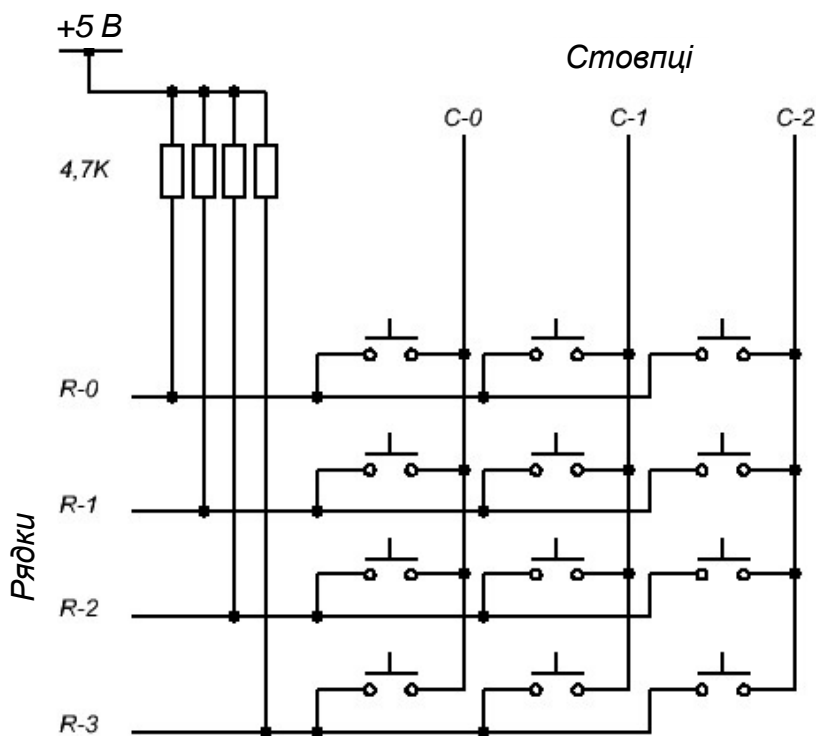 +5 В
Стовпці
C-0 C-1 C-2
4,7K
R-0
R-1
Рядки
R-2
R-3